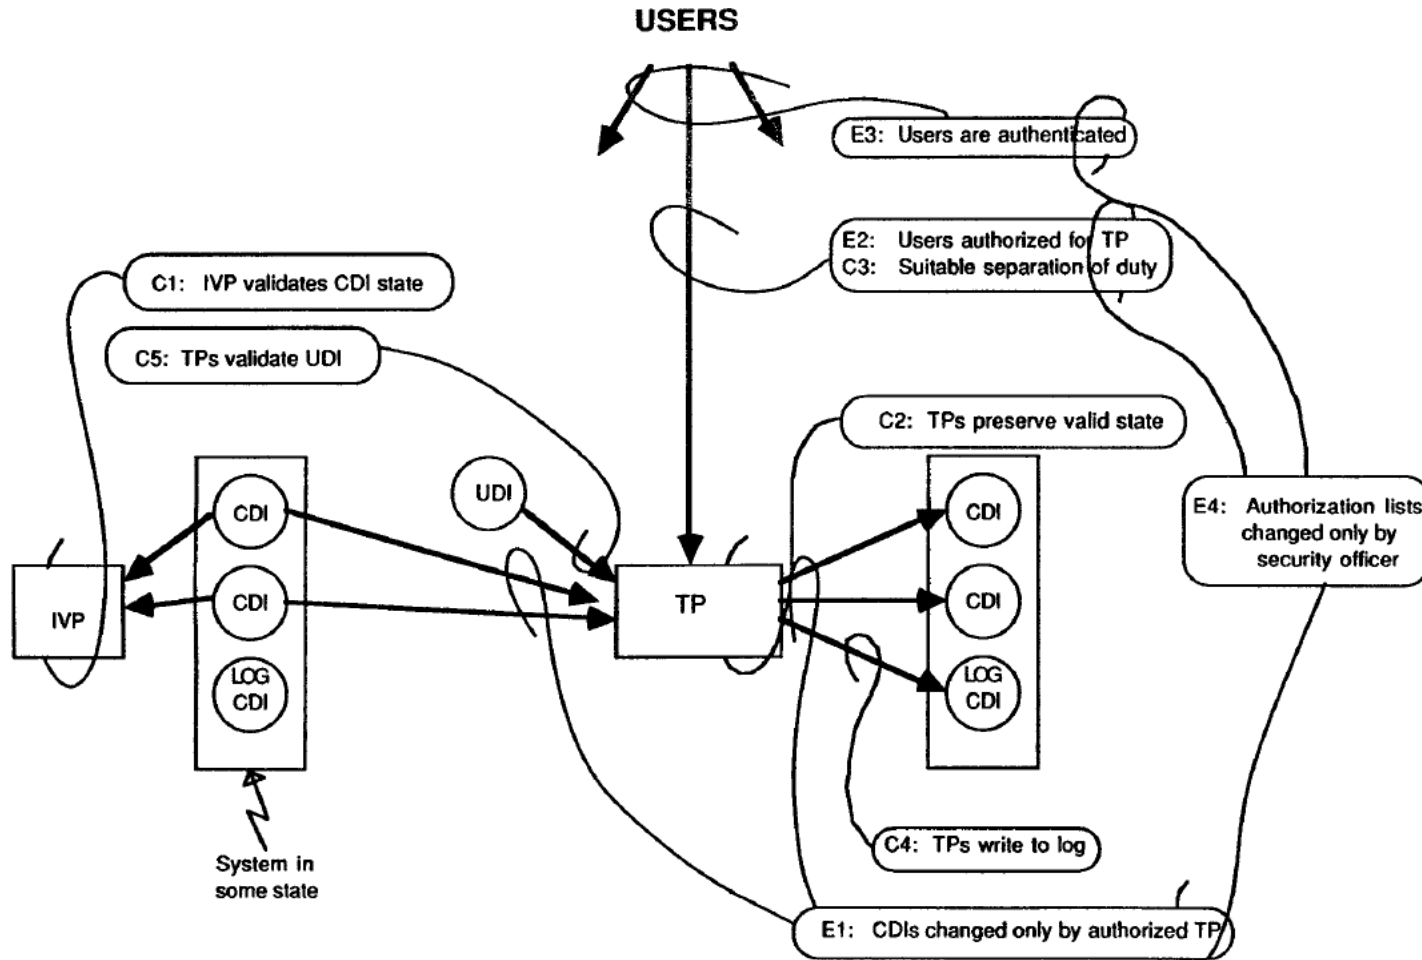 USERS
E3: Users are authenticated
E2: Users authorized for TP
C3: Suitable separation of duty
C1: IVP validates CDI state
C5: TPs validate UDI
C2: TPs preserve valid state
CDI
UDI
CDI
E4: Authorization lists
changed only by
security officer
IVP
CDI
TP
CDI
LOG
CDI
LOG
CDI
System in
some state
C4: TPs write to log
E1: CDIs changed only by authorized TP